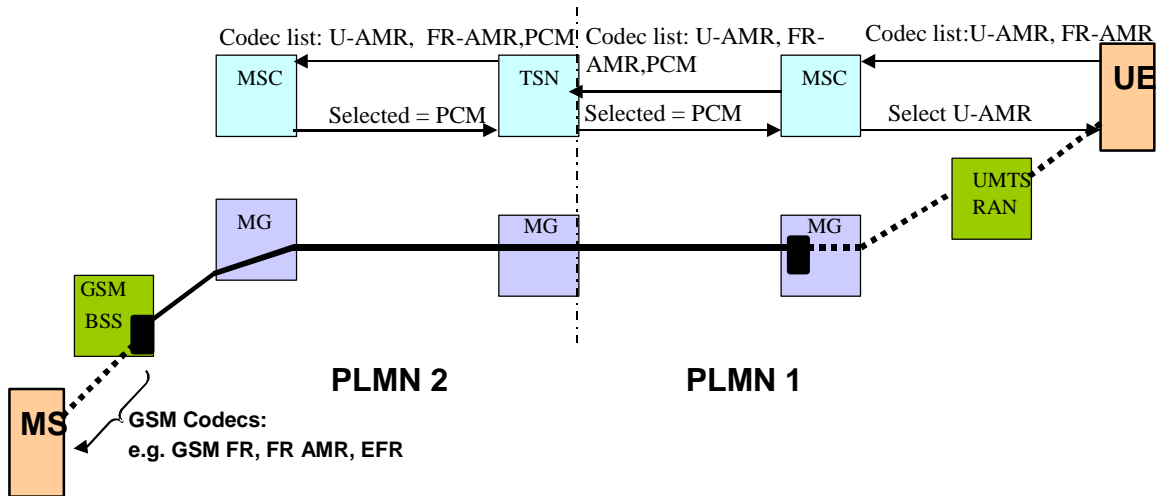 Codec list: U-AMR, FR-AMR,PCM
Codec list: U-AMR, FR-
AMR,PCM
Codec list:U-AMR, FR-AMR
MSC
TSN
MSC
UE
Selected = PCM
Selected = PCM
Select U-AMR
UMTS
RAN
MG
MG
MG
GSM
BSS
PLMN 2
PLMN 1
MS
GSM Codecs:
e.g. GSM FR, FR AMR, EFR